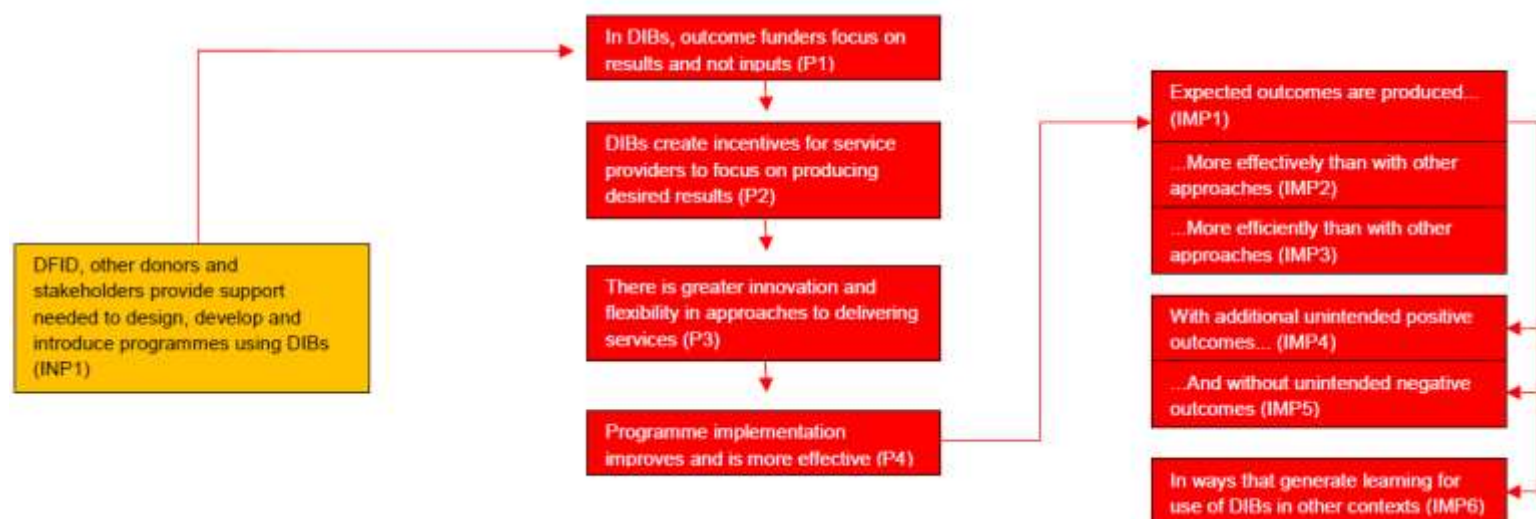 DFID, other donors and
stakeholders provide support
needed to design, develop and
introduce programmes using DIBs
(INP1)
In DIBs, outcome funders focus on
results and not inputs (P1)
DIBs create incentives for service
providers to focus on producing
desired results (P2)
There is greater innovation and
flexibility in approaches to delivering
services (P3)
Programme implementation
improves and is more effective (P4)
Expected outcomes are produced...
(IMP1)
...More effectively than with other
approaches (IMP2)
...More efficiently than with other
approaches (IMP3)
With additional unintended positive
outcomes... (IMP4)
...And without unintended negative
outcomes (IMP5)
In ways that generate learning for
use of DIBs in other contexts (IMP6)